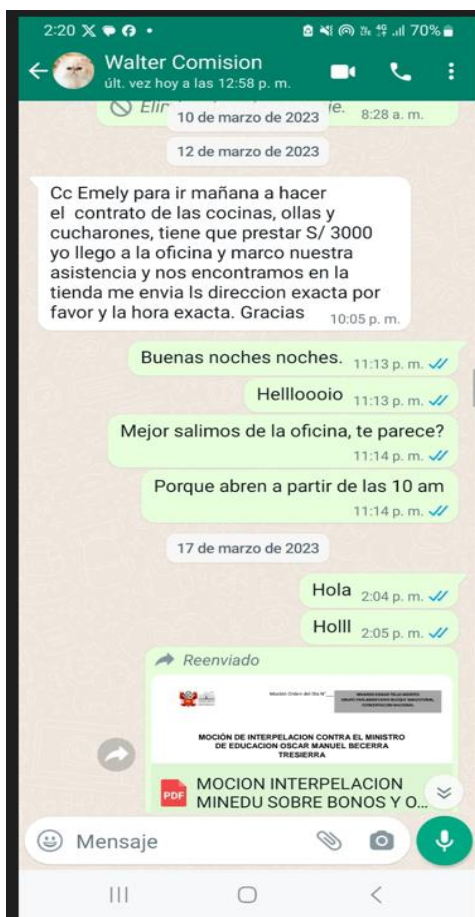 2:20
70%
Walter Comision
últ. vez hoy a las 12:58 p. m.
8:28 a. m.
10 de marzo de 2023
12 de marzo de 2023
Cc Emely para ir mañana a hacer
el contrato de las cocinas, ollas y
cucharones, tiene que prestar S/ 3000
yo llego a la oficina y marco nuestra
asistencia y nos encontramos en la
tienda me envia ls direccion exacta por
favor y la hora exacta. Gracias
10:05 p. m.
Buenas noches noches. 11:13 p. m.
Hellloooio 11:13 p. m.
Mejor salimos de la oficina, te parece?
11:14 p. m.
Porque abren a partir de las 10 am
11:14 p. m.
17 de marzo de 2023
Hola 2:04 p. m.
Holll 2:05 p. m.
Reenviado
MOCIÓN DE INTERPELACION CONTRA EL MINISTRO
DE EDUCACION OSCAR MANUEL BECERRA
TRESIERRA
PDF
MOCION INTERPELACION
MINEDU SOBRE BONOS Y O...
Mensaje